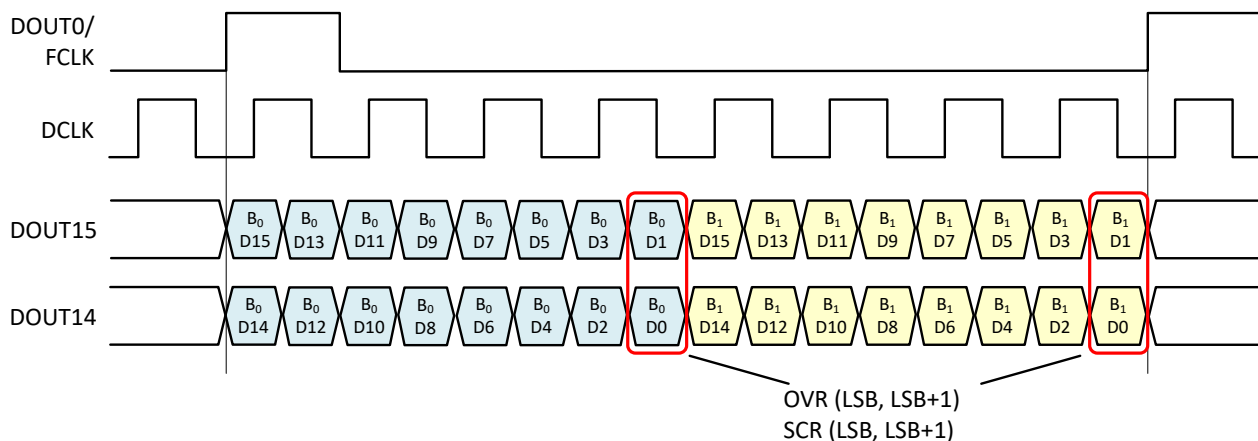 DOUT0/
FCLK
DCLK
DOUT15
B₀ B₀ B₀ B₀ B₀ B₀ B₀ B₀ B₁ B₁ B₁ B₁ B₁ B₁ B₁ B₁
D15 D13 D11 D9 D7 D5 D3 D1 D15 D13 D11 D9 D7 D5 D3 D1
DOUT14
B₀ B₀ B₀ B₀ B₀ B₀ B₀ B₀ B₁ B₁ B₁ B₁ B₁ B₁ B₁ B₁
D14 D12 D10 D8 D6 D4 D2 D0 D14 D12 D10 D8 D6 D4 D2 D0
OVR (LSB, LSB+1)
SCR (LSB, LSB+1)